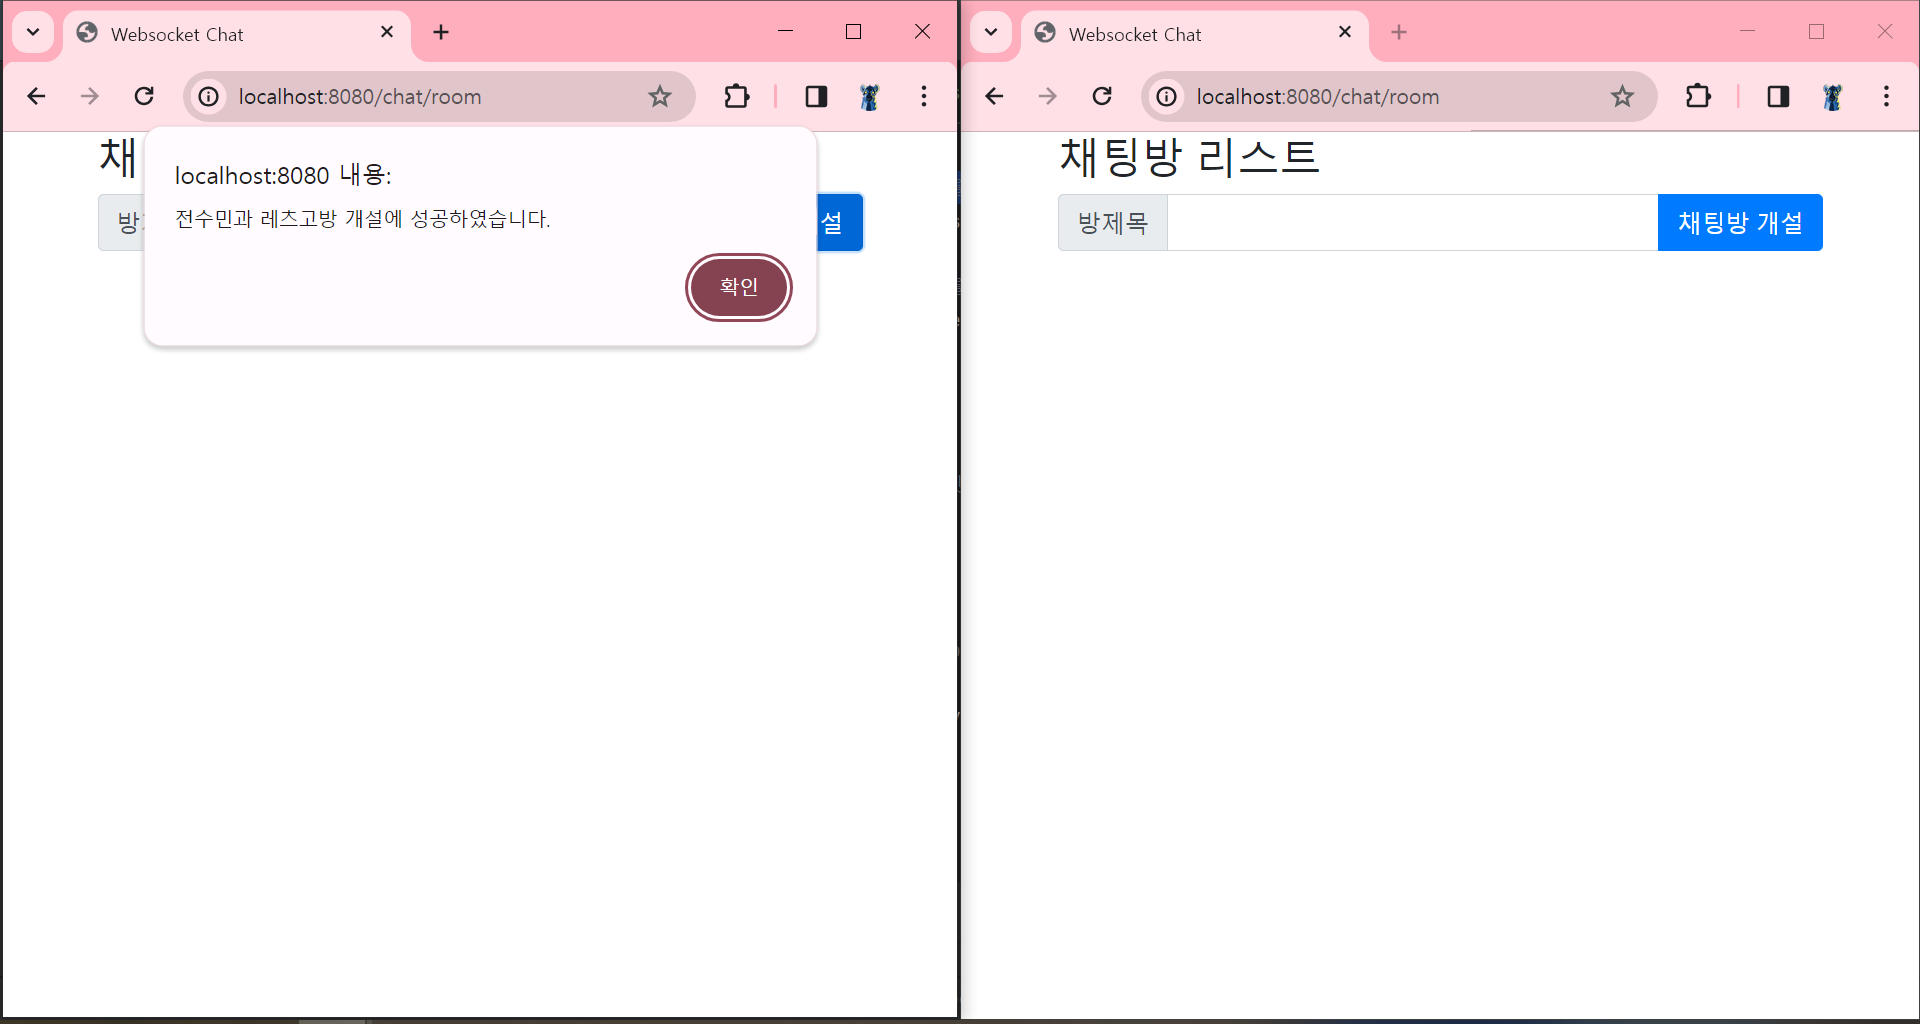 Websocket Chat
localhost:8080/chat/room
채
localhost:8080 내용:
전수민과 레츠고방 개설에 성공하였습니다.
방
설
확인
Websocket Chat
localhost:8080/chat/room
채팅방 리스트
방제목
채팅방 개설